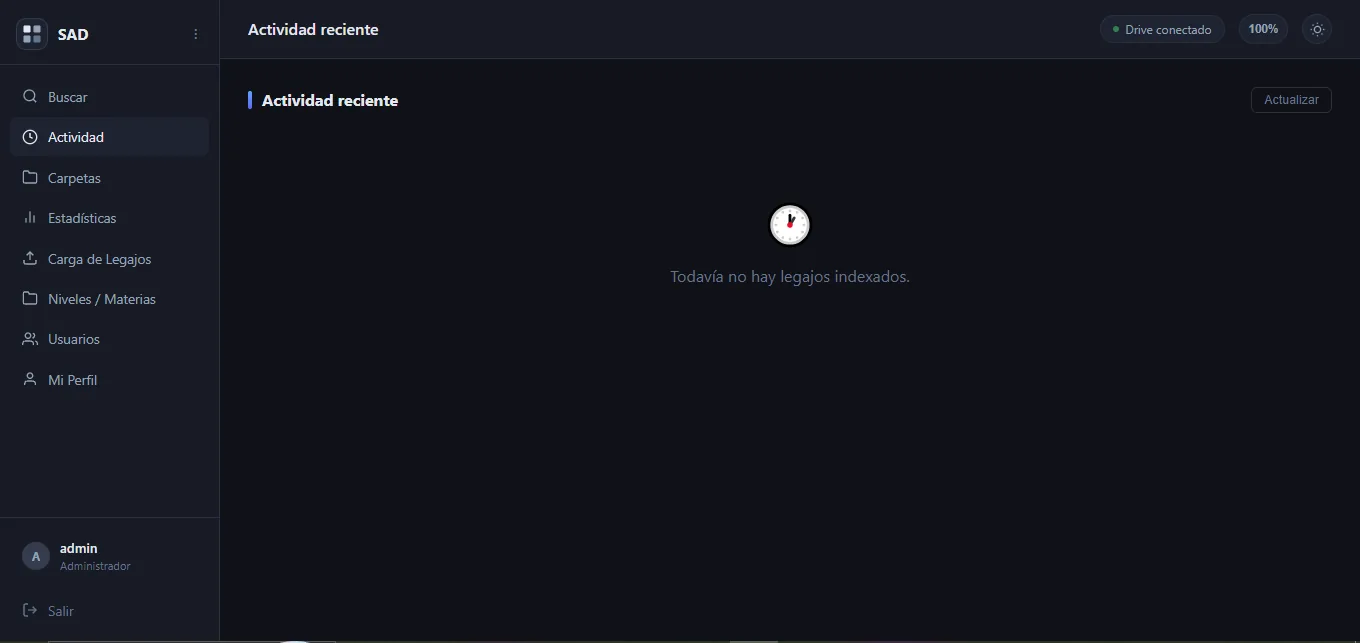 SAD
Actividad reciente
Drive conectado
100%
Buscar
Actividad
Carpetas
Estadísticas
Carga de Legajos
Niveles / Materias
Usuarios
Mi Perfil
Actividad reciente
Actualizar
Todavía no hay legajos indexados.
A
admin
Administrador
Salir